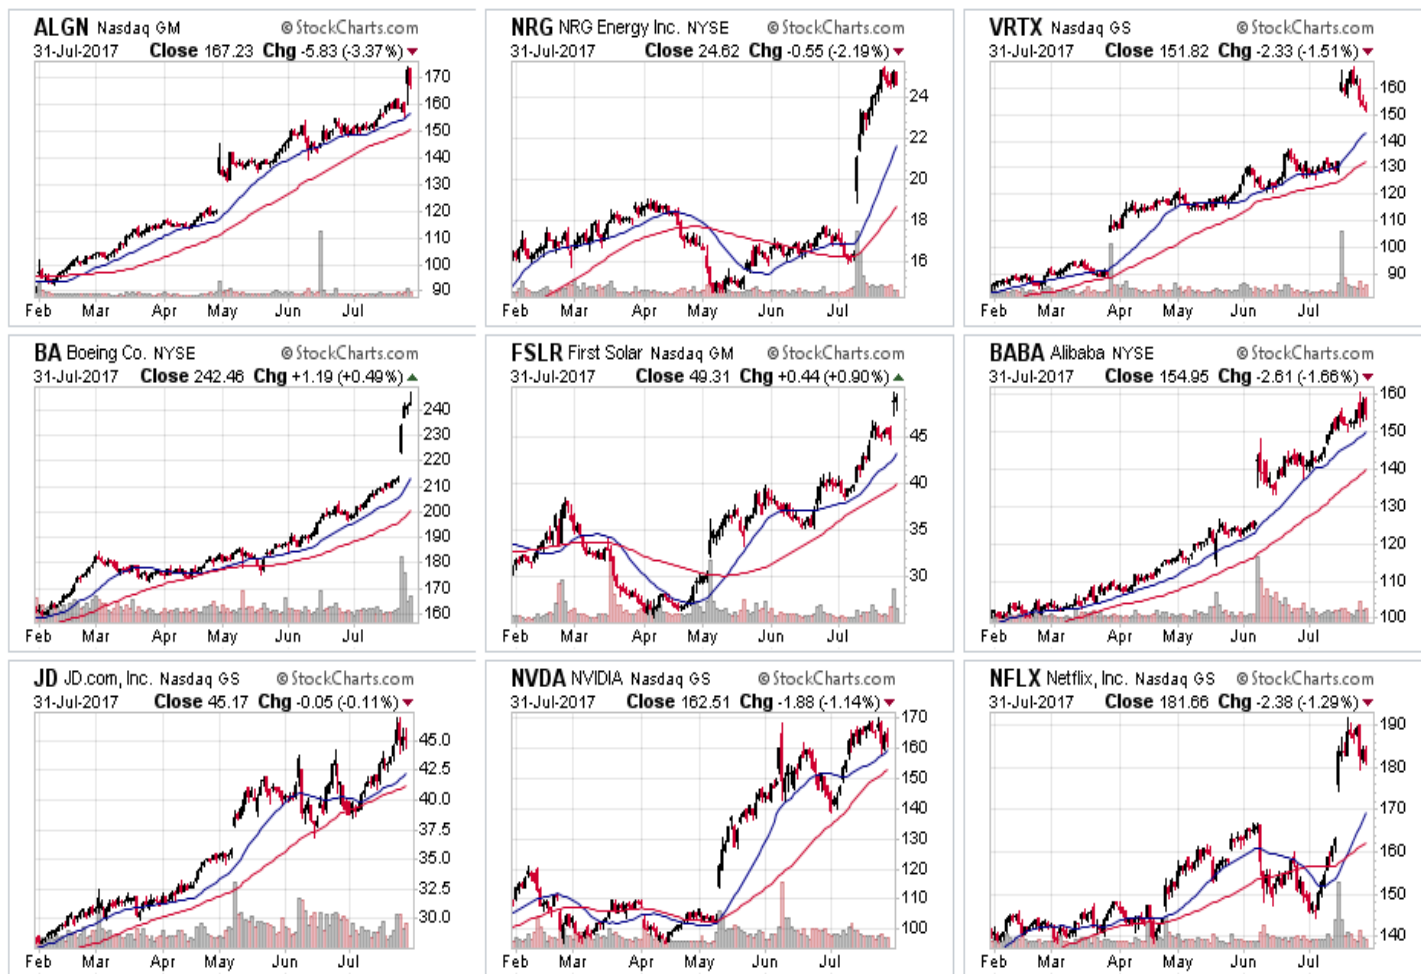 ALGN Nasdaq GM © StockCharts.com
31-Jul-2017 Close 167.23 Chg -5.83 (-3.37%)
170
160
150
140
130
120
110
100
90
Feb Mar Apr May Jun Jul
NRG NRG Energy Inc. NYSE © StockCharts.com
31-Jul-2017 Close 24.62 Chg -0.55 (-2.19%)
24
22
20
18
16
Feb Mar Apr May Jun Jul
VRTX Nasdaq GS © StockCharts.com
31-Jul-2017 Close 151.82 Chg -2.33 (-1.51%)
160
150
140
130
120
110
100
90
Feb Mar Apr May Jun Jul
BA Boeing Co. NYSE © StockCharts.com
31-Jul-2017 Close 242.46 Chg +1.19 (+0.49%)
240
230
220
210
200
190
180
170
160
Feb Mar Apr May Jun Jul
FSLR First Solar Nasdaq GM © StockCharts.com
31-Jul-2017 Close 49.31 Chg +0.44 (+0.90%)
45
40
35
30
Feb Mar Apr May Jun Jul
BABA Alibaba NYSE © StockCharts.com
31-Jul-2017 Close 154.95 Chg -2.61 (-1.66%)
160
150
140
130
120
110
100
Feb Mar Apr May Jun Jul
JD JD.com, Inc. Nasdaq GS © StockCharts.com
31-Jul-2017 Close 45.17 Chg -0.05 (-0.11%)
45.0
42.5
40.0
37.5
35.0
32.5
30.0
Feb Mar Apr May Jun Jul
NVDA NVIDIA Nasdaq GS © StockCharts.com
31-Jul-2017 Close 162.51 Chg -1.88 (-1.14%)
170
160
150
140
130
120
110
100
Feb Mar Apr May Jun Jul
NFLX Netflix, Inc. Nasdaq GS © StockCharts.com
31-Jul-2017 Close 181.66 Chg -2.38 (-1.29%)
190
180
170
160
150
140
Feb Mar Apr May Jun Jul